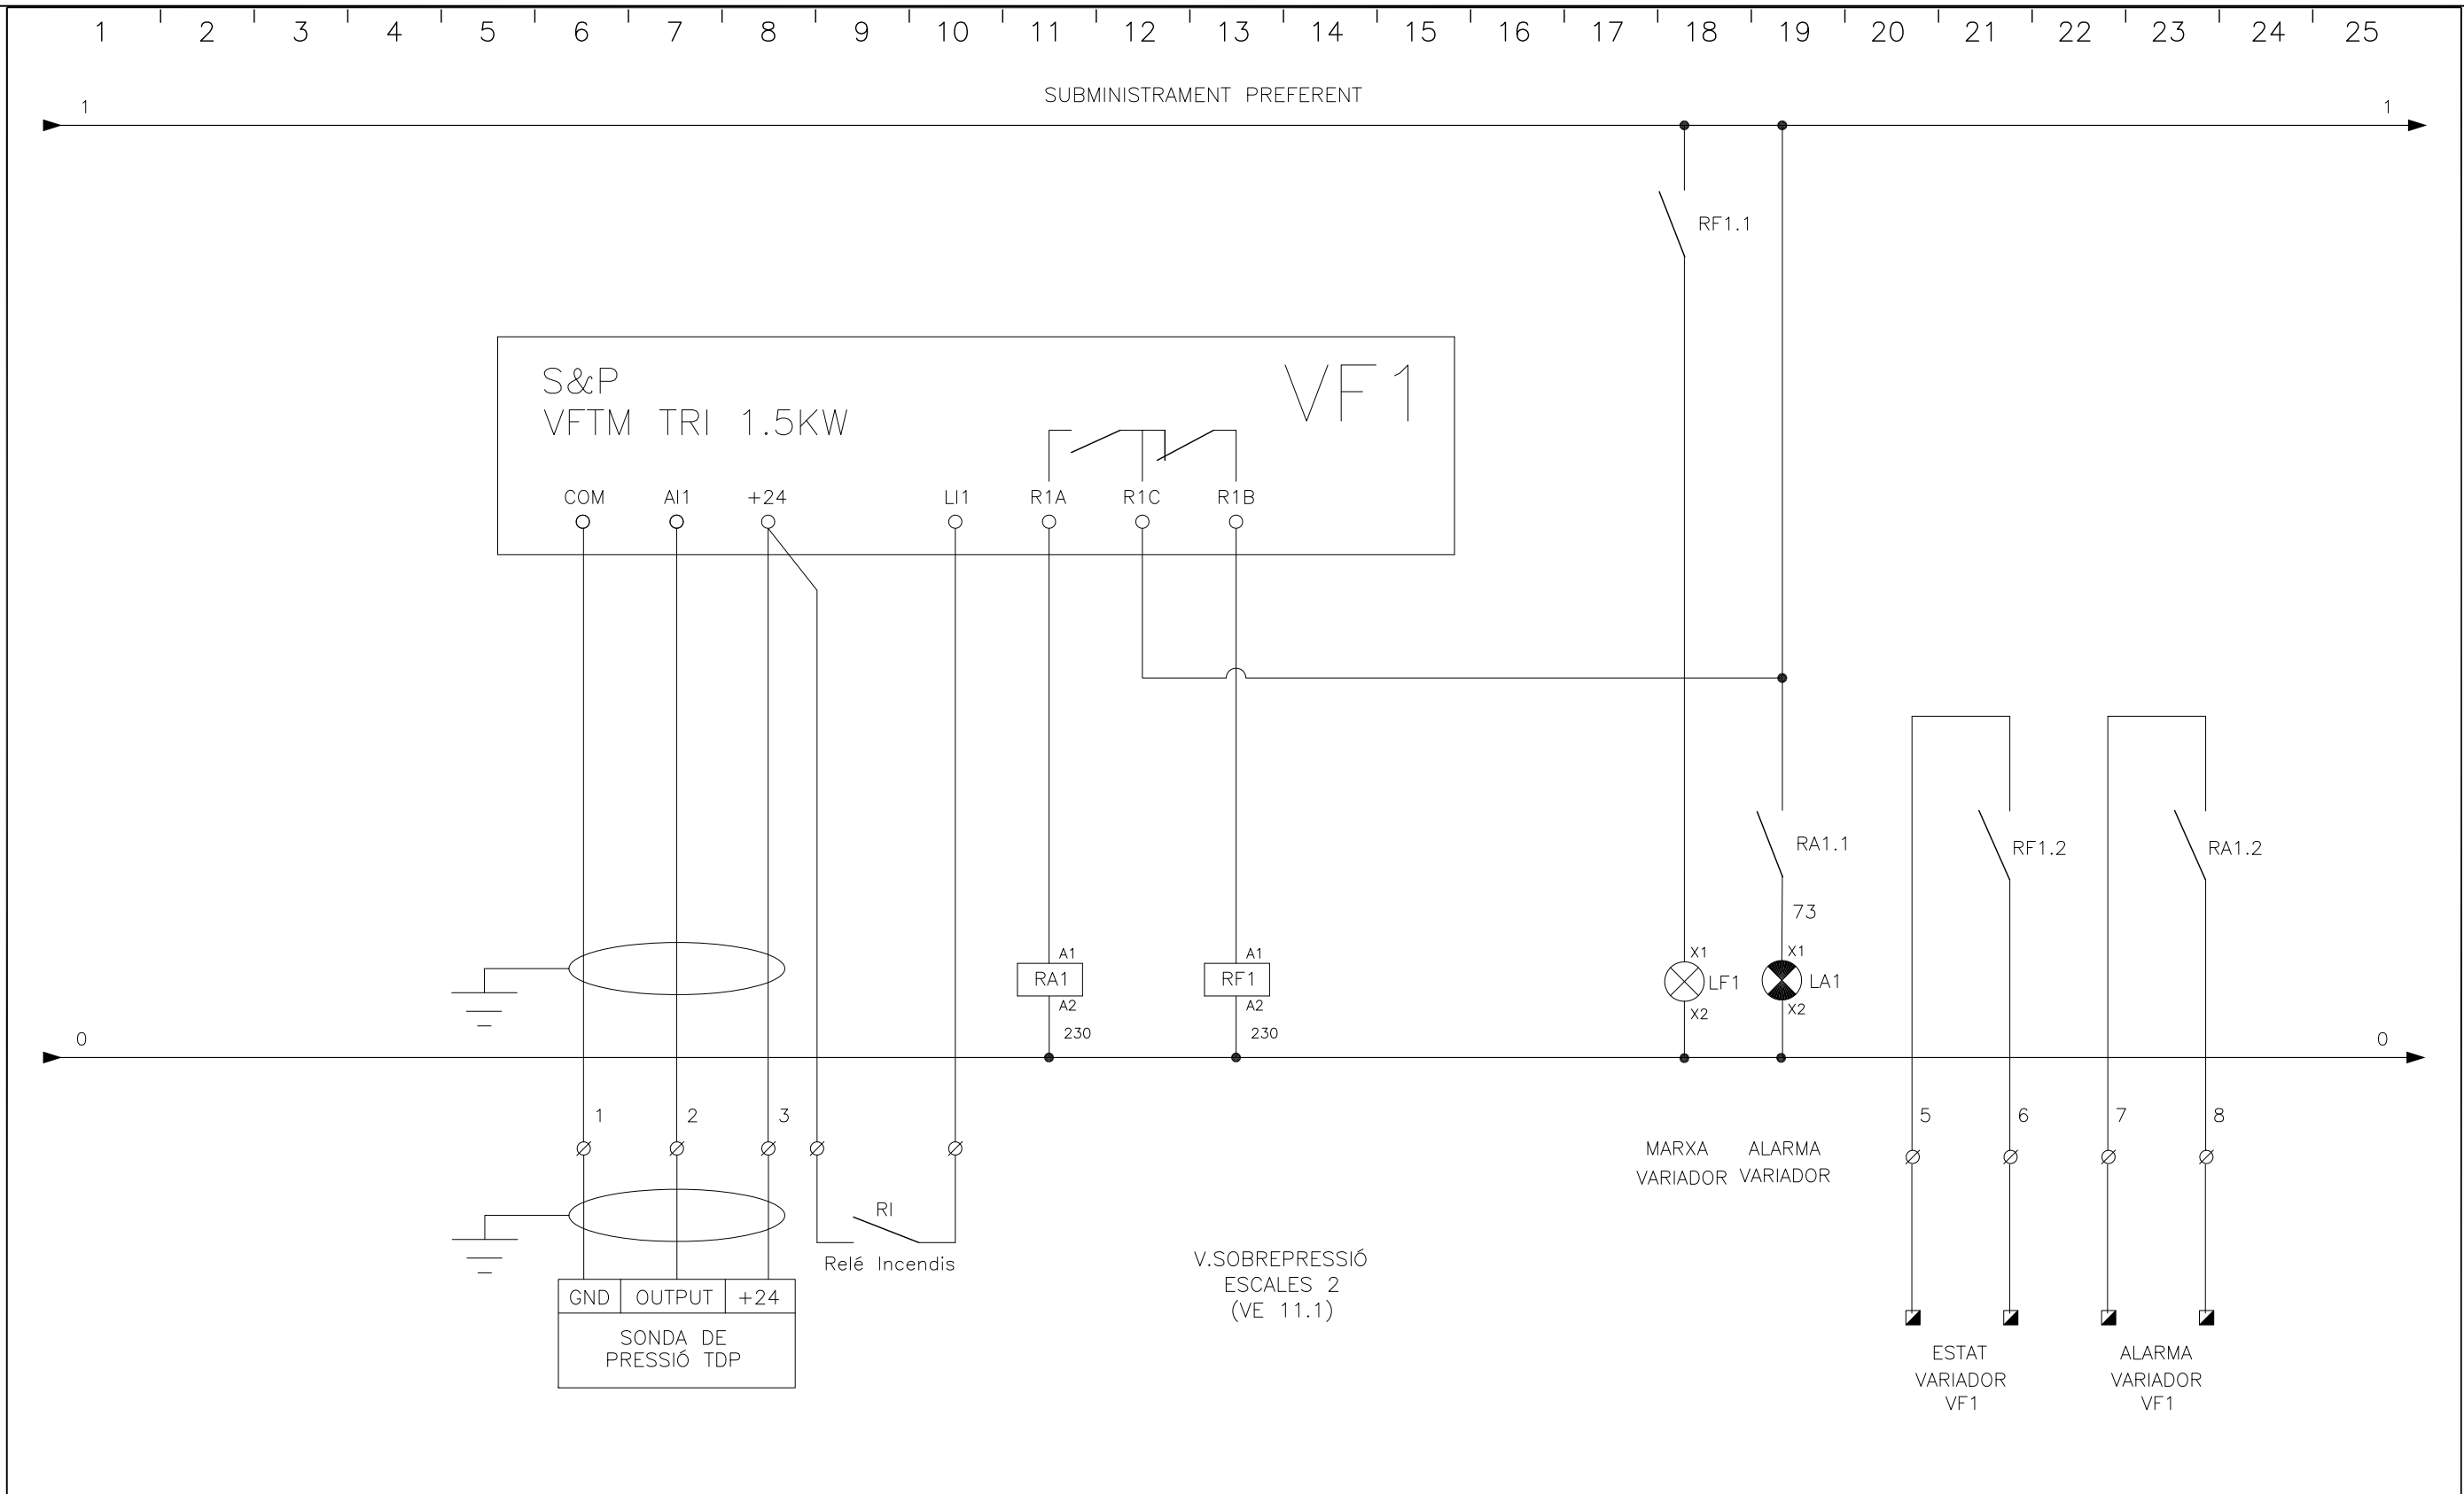 1 2 3 4 5 6 7 8 9 10 11 12 13 14 15 16 17 18 19 20 21 22 23 24 25
SUBMINISTRAMENT PREFERENT
1 1
RF1.1
S&P
VFTM TRI 1.5KW
VF1
COM AI1 +24 LI1 R1A R1C R1B
RA1.1 RF1.2 RA1.2
73
A1 A1 X1 X1
RA1 RF1 LF1 LA1
A2 A2 X2 X2
230 230
0 0
1 2 3 5 6 7 8
MARXA
VARIADOR
ALARMA
VARIADOR
RI
Relé Incendis
V.SOBREPRESSIÓ
ESCALES 2
(VE 11.1)
GND OUTPUT +24
SONDA DE
PRESSIÓ TDP
ESTAT
VARIADOR
VF1
ALARMA
VARIADOR
VF1